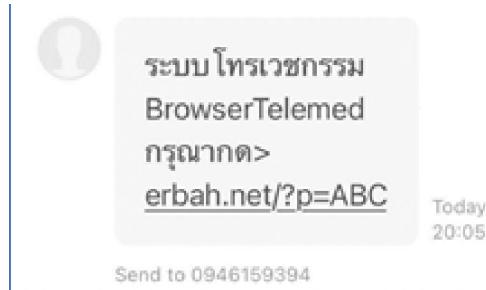 ระบบโทรเวชกรรม
BrowserTelemed
กรุณากด>
erbah.net/?p=ABC
Today
20:05
Send to 0946159394